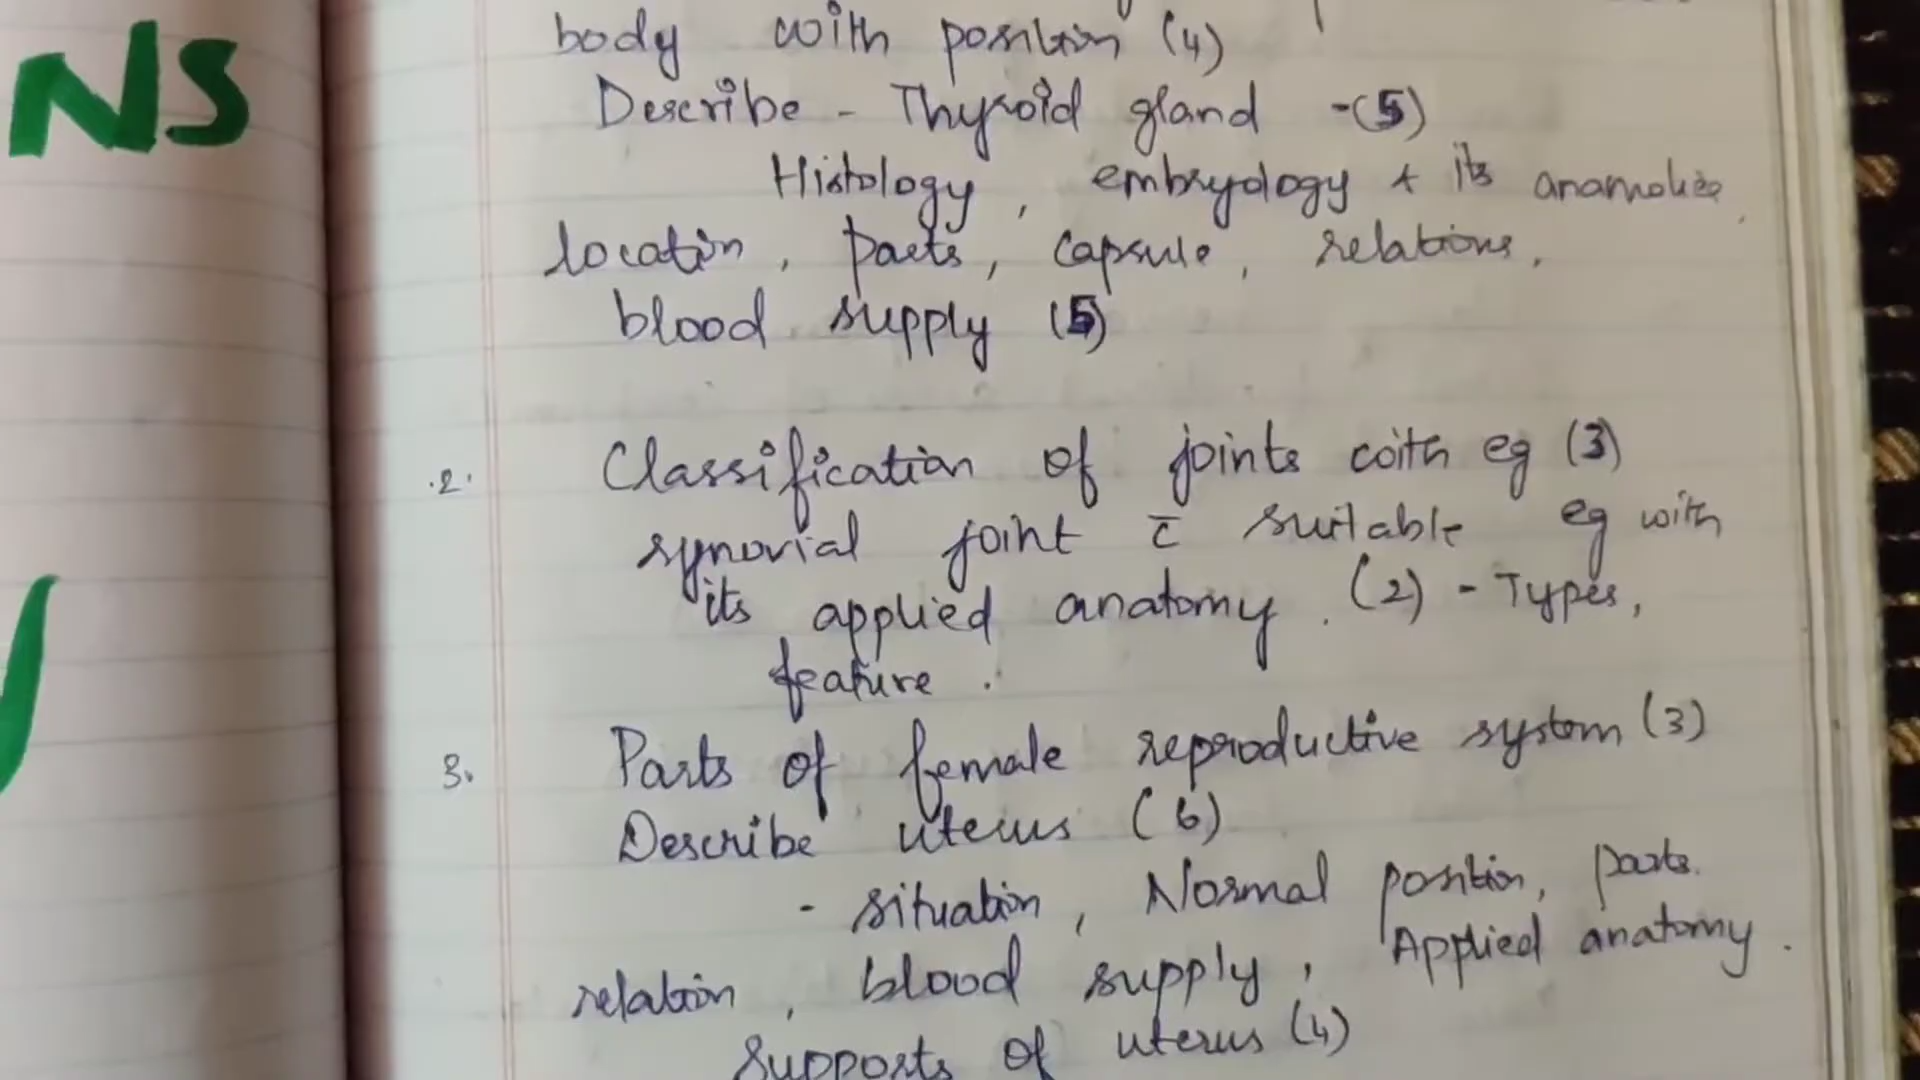 NS
body with position (4)
Describe - Thyroid gland -(5)
Histology, embryology & its anamolies,
location, parts, capsule, relations,
blood supply (5)
2. Classification of joints with eg (3)
synovial joint c̄ suitable eg with
its applied anatomy. (2) - Types,
feature.
3. Parts of female reproductive system (3)
Describe uterus (6)
- situation, Normal position, parts.
relation, blood supply, Applied anatomy.
supports of uterus (4)